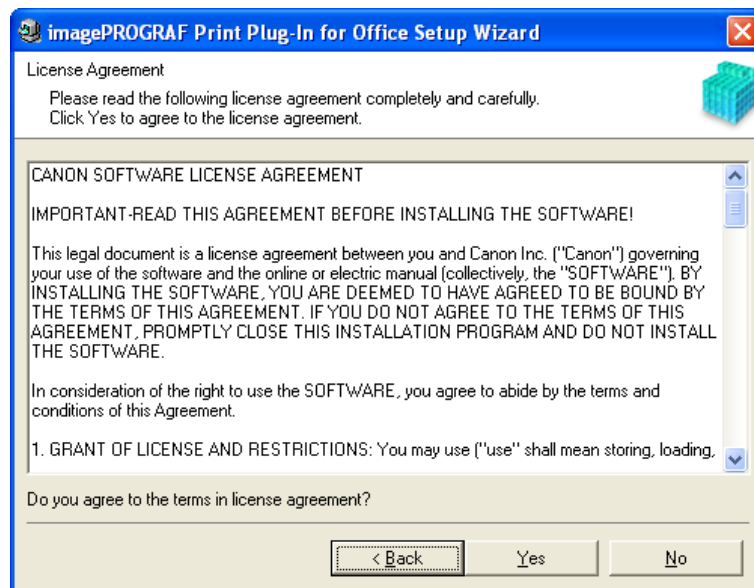 imagePROGRAF Print Plug-In for Office Setup Wizard
License Agreement
Please read the following license agreement completely and carefully.
Click Yes to agree to the license agreement.
CANON SOFTWARE LICENSE AGREEMENT
IMPORTANT-READ THIS AGREEMENT BEFORE INSTALLING THE SOFTWARE!
This legal document is a license agreement between you and Canon Inc. ("Canon") governing
your use of the software and the online or electric manual (collectively, the "SOFTWARE"). BY
INSTALLING THE SOFTWARE, YOU ARE DEEMED TO HAVE AGREED TO BE BOUND BY
THE TERMS OF THIS AGREEMENT. IF YOU DO NOT AGREE TO THE TERMS OF THIS
AGREEMENT, PROMPTLY CLOSE THIS INSTALLATION PROGRAM AND DO NOT INSTALL
THE SOFTWARE.
In consideration of the right to use the SOFTWARE, you agree to abide by the terms and
conditions of this Agreement.
1. GRANT OF LICENSE AND RESTRICTIONS: You may use ("use" shall mean storing, loading,
Do you agree to the terms in license agreement?
< Back
Yes
No